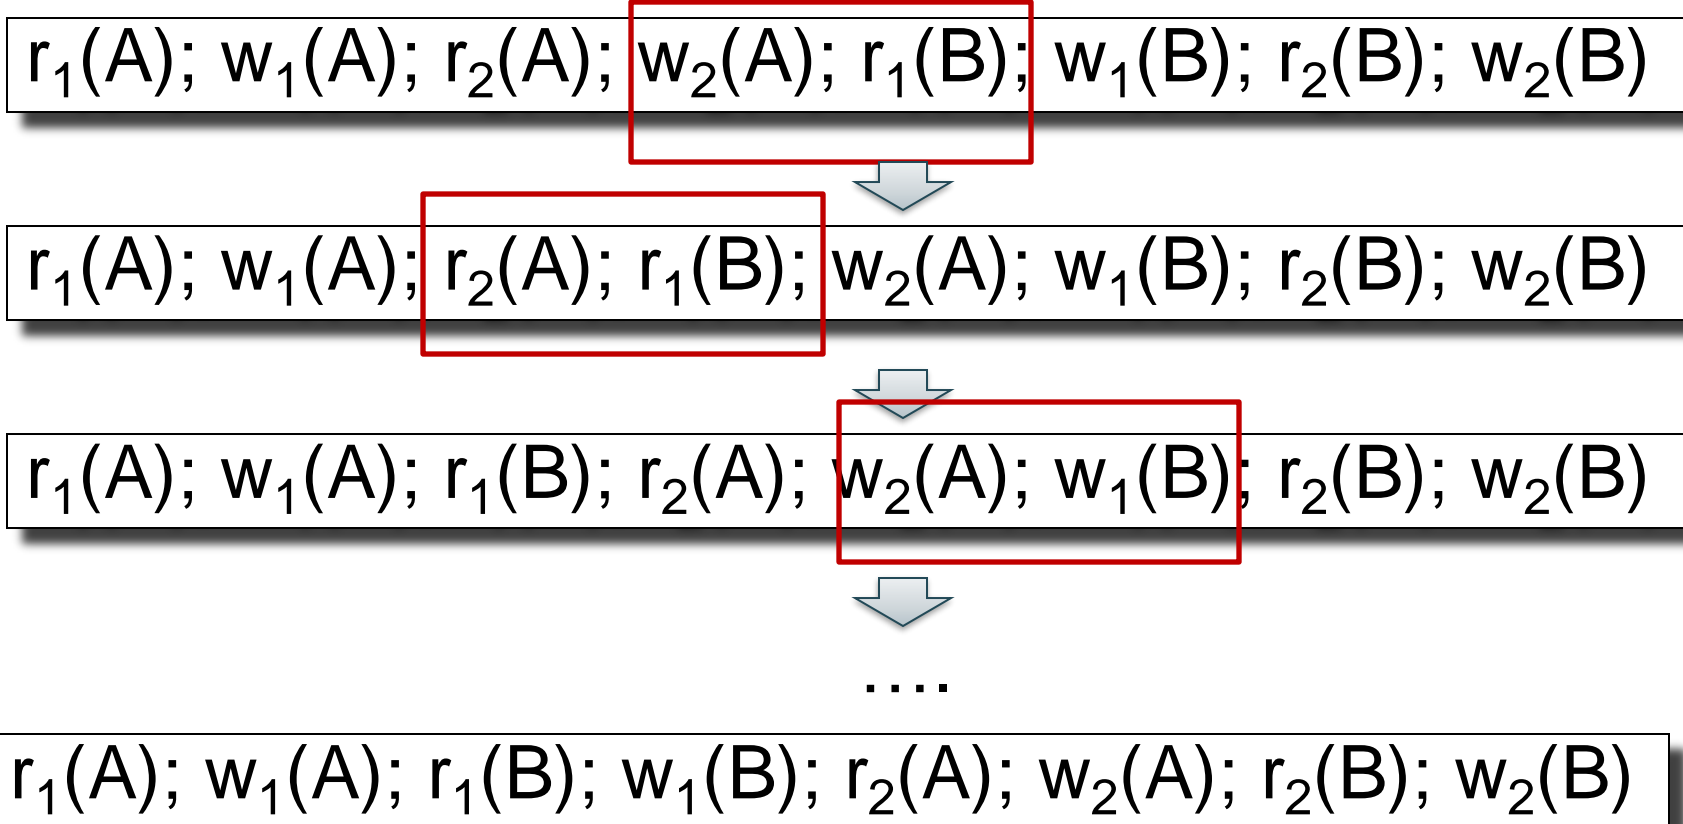 r₁(A); w₁(A); r₂(A); w₂(A); r₁(B); w₁(B); r₂(B); w₂(B)
r₁(A); w₁(A); r₂(A); r₁(B); w₂(A); w₁(B); r₂(B); w₂(B)
r₁(A); w₁(A); r₁(B); r₂(A); w₂(A); w₁(B); r₂(B); w₂(B)
....
r₁(A); w₁(A); r₁(B); w₁(B); r₂(A); w₂(A); r₂(B); w₂(B)